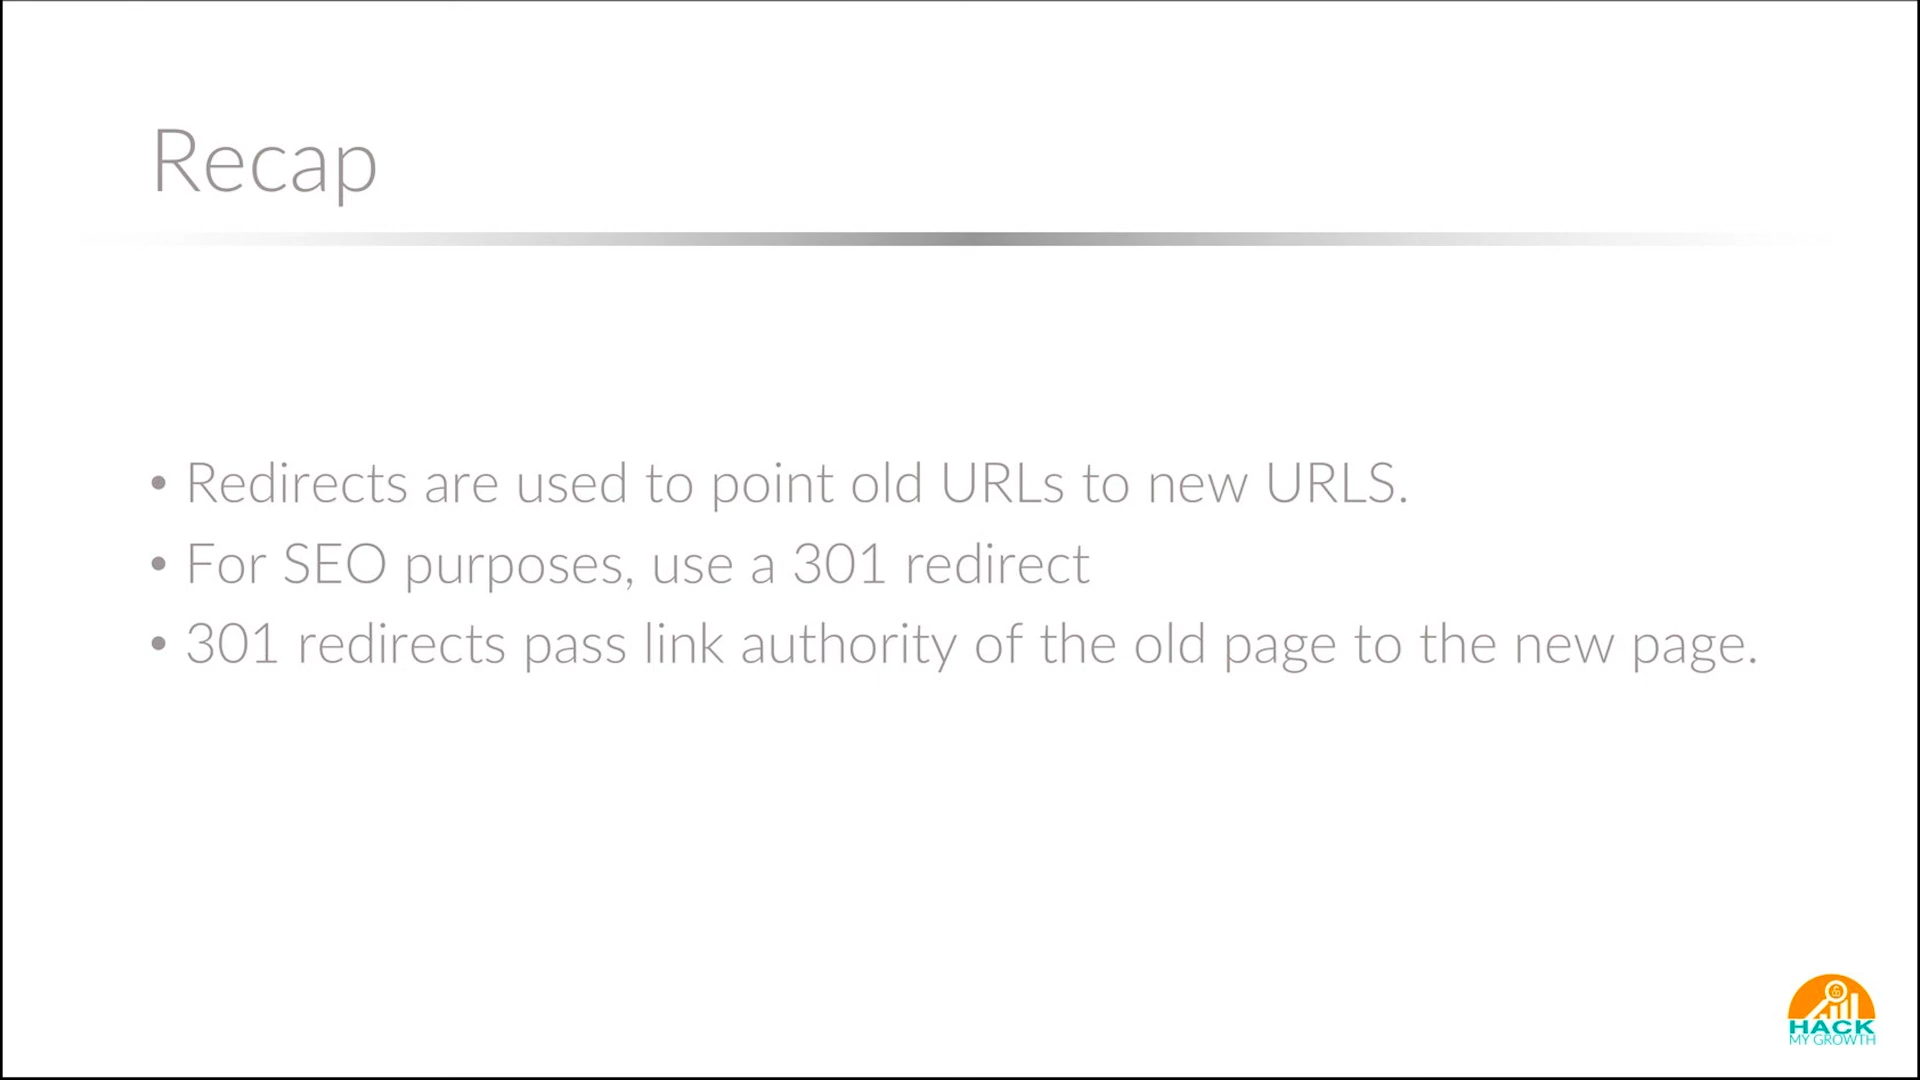 Recap
• Redirects are used to point old URLs to new URLS.
• For SEO purposes, use a 301 redirect
• 301 redirects pass link authority of the old page to the new page.
HACK
MY GROWTH